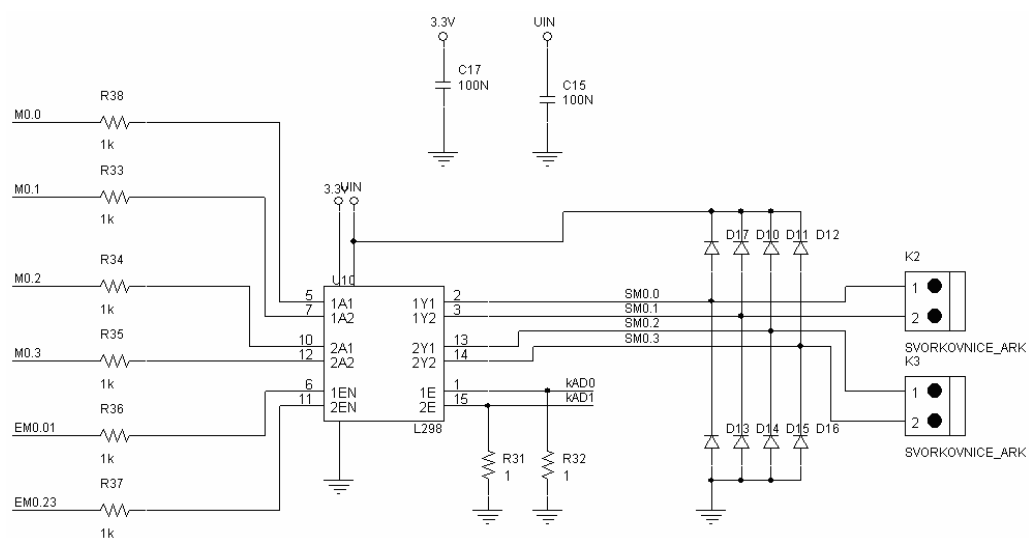 3.3V UIN
C17 C15
100N 100N
R38
M0.0
1k
R33
M0.1
1k
3.3V UIN
R34
M0.2
1k
R35
M0.3
1k
R36
EM0.01
1k
R37
EM0.23
1k
U10
5 1A1 1Y1 2 SM0.0
7 1A2 1Y2 3 SM0.1
10 2A1 2Y1 13 SM0.2
12 2A2 2Y2 14 SM0.3
6 1EN 1E 1 kAD0
11 2EN 2E 15 kAD1
L298
R31 R32
1 1
D17 D10 D11 D12
D13 D14 D15 D16
K2
1
2
SVORKOVNICE_ARK
K3
1
2
SVORKOVNICE_ARK